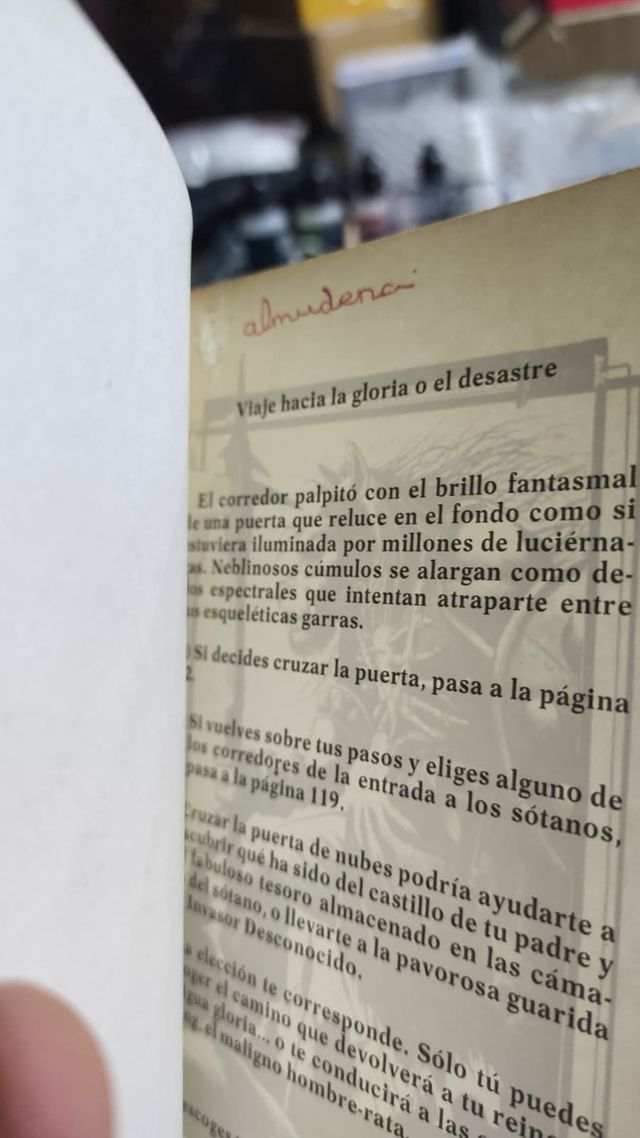 almudena
Viaje hacia la gloria o el desastre
El corredor palpitó con el brillo fantasmal
de una puerta que reluce en el fondo como si
estuviera iluminada por millones de luciérna-
as. Neblinosos cúmulos se alargan como de-
os espectrales que intentan atraparte entre
us esqueléticas garras.
) Si decides cruzar la puerta, pasa a la página
2.
Si vuelves sobre tus pasos y eliges alguno de
los corredores de la entrada a los sótanos,
pasa a la página 119.
Cruzar la puerta de nubes podría ayudarte a
scubrir qué ha sido del castillo de tu padre y
l fabuloso tesoro almacenado en las cáma-
del sótano, o llevarte a la pavorosa guarida
Invasor Desconocido.
a elección te corresponde. Sólo tú puedes
oger el camino que devolverá a tu rein
gua gloria... o te conducirá a las
ng, el maligno hombre-rata.
escoges